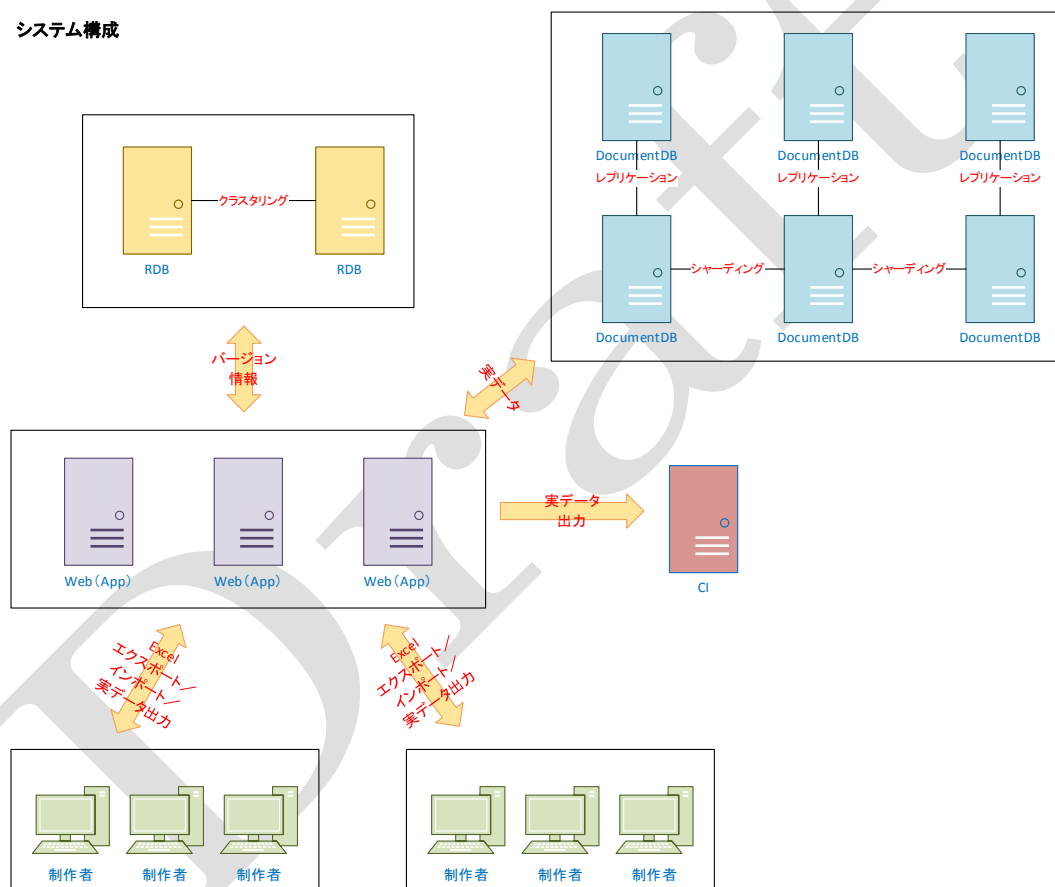 システム構成
DocumentDB
レプリケーション
DocumentDB
レプリケーション
DocumentDB
レプリケーション
クラスタリング
RDB
RDB
シャーディング
シャーディング
DocumentDB
DocumentDB
DocumentDB
バージョン
情報
実データ
Web(App)
Web(App)
Web(App)
実データ
出力
CI
Excel
エクスポート/
インポート/
実データ出力
Excel
エクスポート/
インポート/
実データ出力
制作者
制作者
制作者
制作者
制作者
制作者
Draft